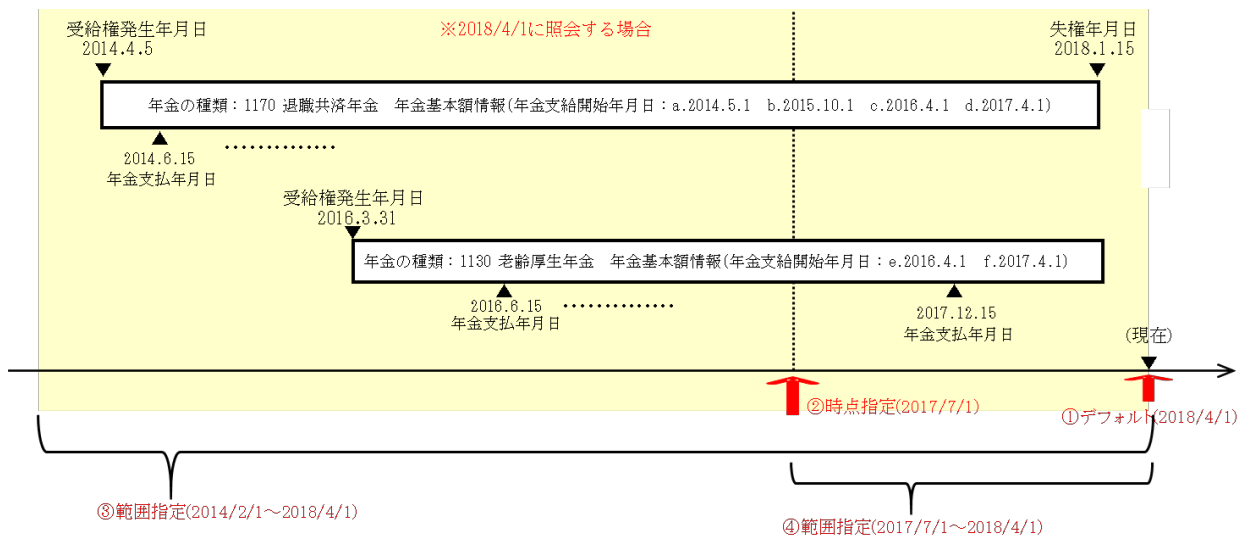 受給権発生年月日
2014.4.5
※2018/4/1に照会する場合
失権年月日
2018.1.15
年金の種類：1170 退職共済年金　年金基本額情報(年金支給開始年月日：a.2014.5.1　b.2015.10.1　c.2016.4.1　d.2017.4.1)
2014.6.15
年金支払年月日
受給権発生年月日
2016.3.31
年金の種類：1130 老齢厚生年金　年金基本額情報(年金支給開始年月日：e.2016.4.1　f.2017.4.1)
2016.6.15
年金支払年月日
2017.12.15
年金支払年月日
(現在)
②時点指定(2017/7/1)
①デフォルト(2018/4/1)
③範囲指定(2014/2/1～2018/4/1)
④範囲指定(2017/7/1～2018/4/1)